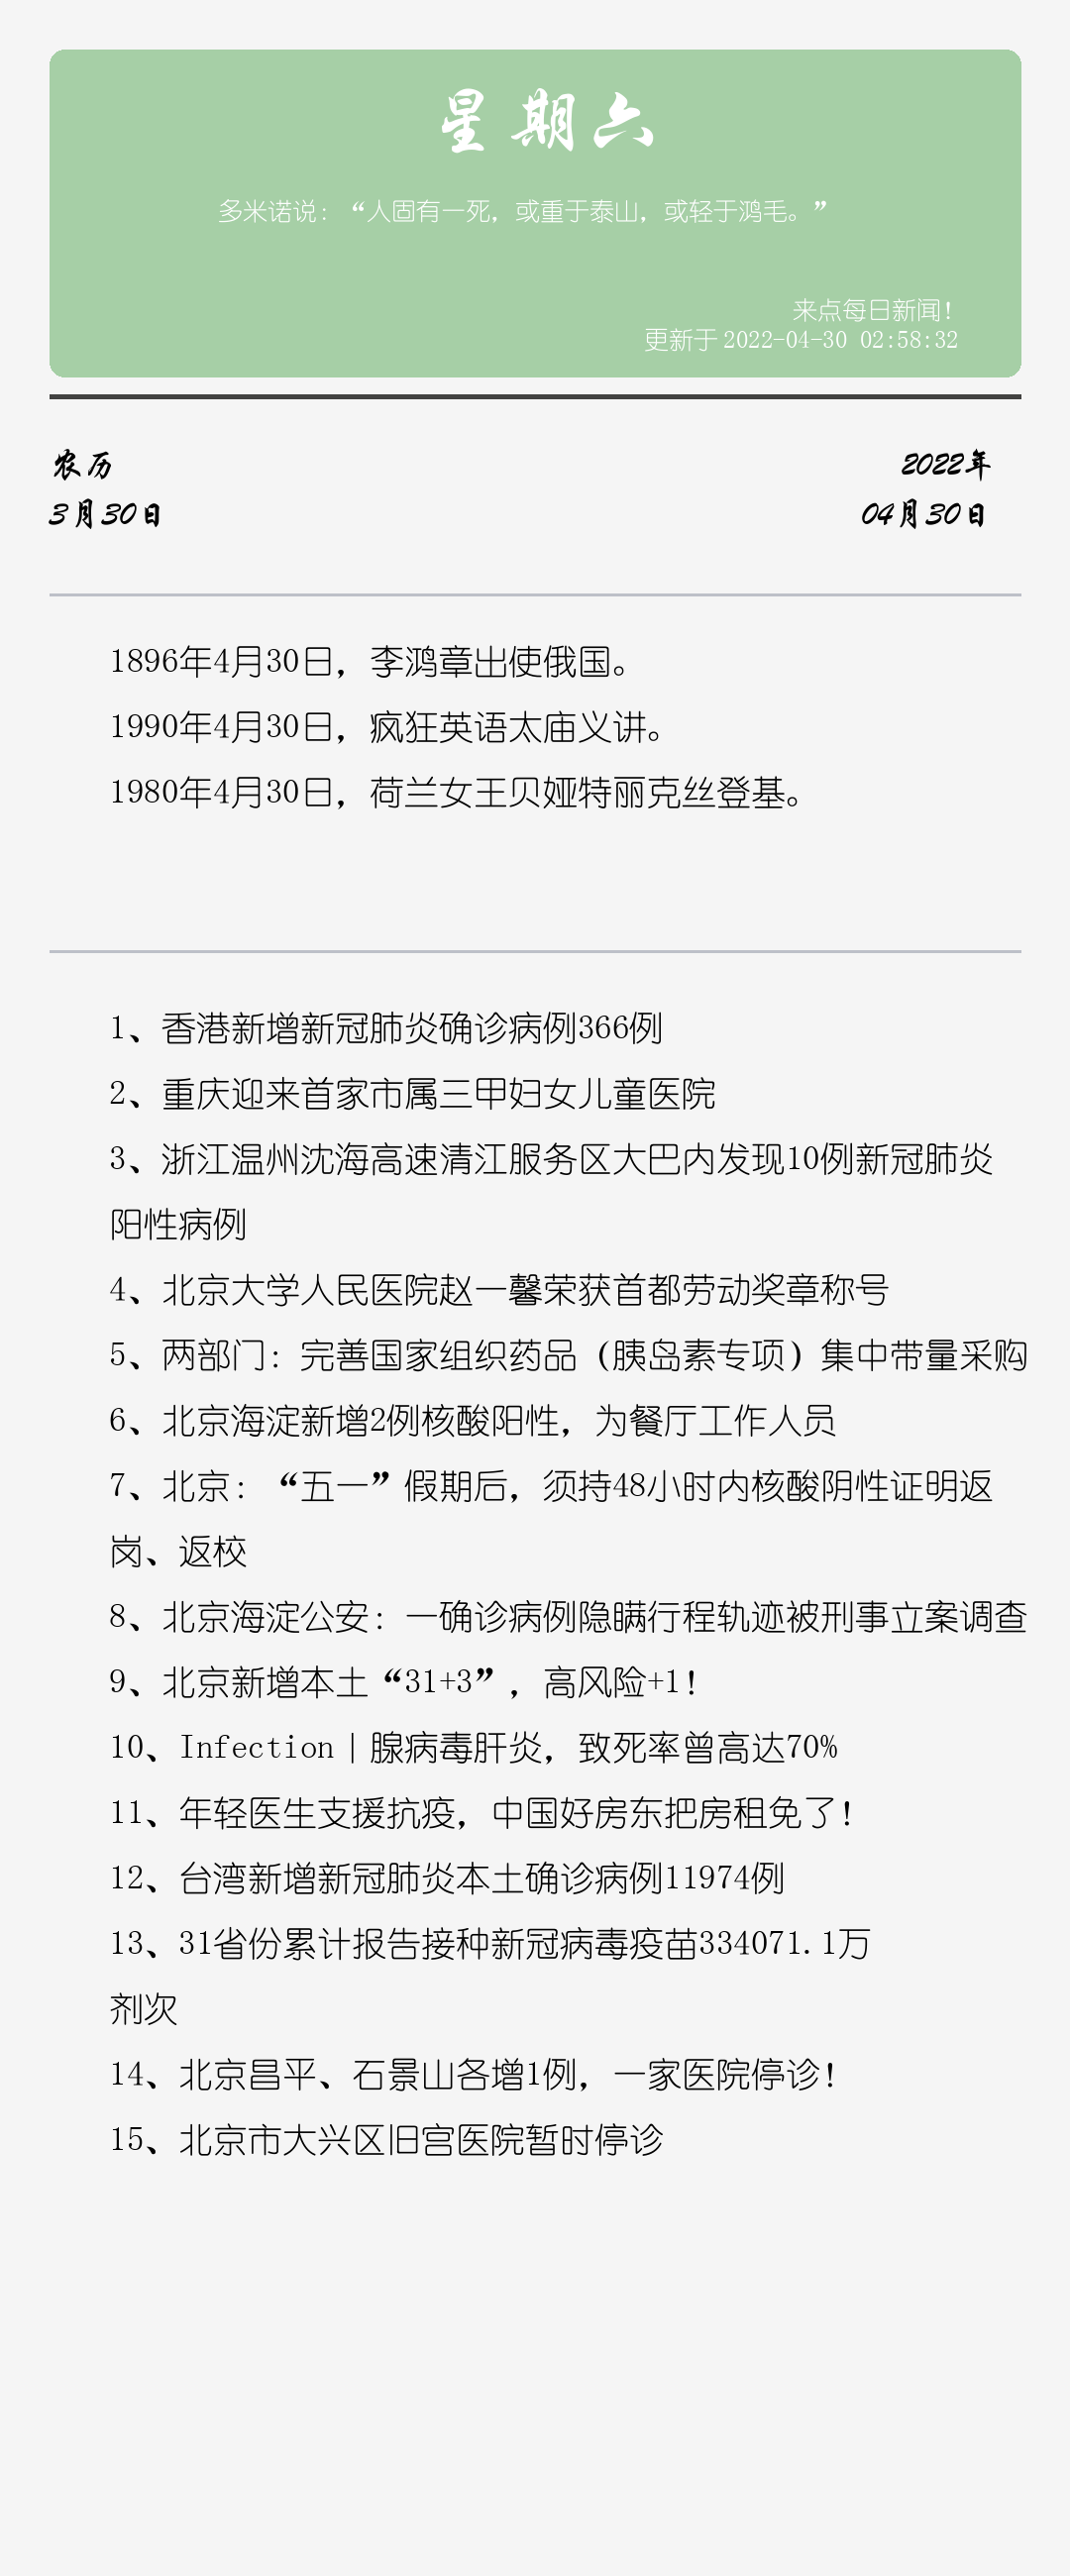 星期六
多米诺说：“人固有一死，或重于泰山，或轻于鸿毛。”
来点每日新闻！
更新于 2022-04-30 02:58:32
农历
2022年
3月30日
04月30日
1896年4月30日，李鸿章出使俄国。
1990年4月30日，疯狂英语太庙义讲。
1980年4月30日，荷兰女王贝娅特丽克丝登基。
1、香港新增新冠肺炎确诊病例366例
2、重庆迎来首家市属三甲妇女儿童医院
3、浙江温州沈海高速清江服务区大巴内发现10例新冠肺炎
阳性病例
4、北京大学人民医院赵一馨荣获首都劳动奖章称号
5、两部门：完善国家组织药品（胰岛素专项）集中带量采购
6、北京海淀新增2例核酸阳性，为餐厅工作人员
7、北京：“五一”假期后，须持48小时内核酸阴性证明返
岗、返校
8、北京海淀公安：一确诊病例隐瞒行程轨迹被刑事立案调查
9、北京新增本土“31+3”，高风险+1！
10、Infection｜腺病毒肝炎，致死率曾高达70%
11、年轻医生支援抗疫，中国好房东把房租免了！
12、台湾新增新冠肺炎本土确诊病例11974例
13、31省份累计报告接种新冠病毒疫苗334071.1万
剂次
14、北京昌平、石景山各增1例，一家医院停诊！
15、北京市大兴区旧宫医院暂时停诊